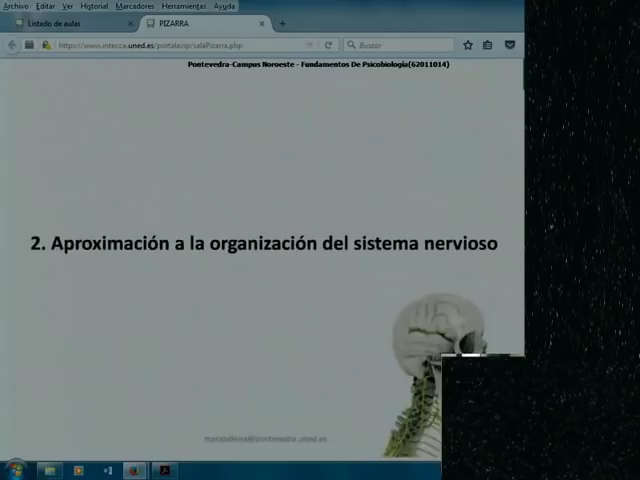 Archivo Editar Ver Historial Marcadores Herramientas Ayuda
Listado de aulas
PIZARRA
https://www.intecca.uned.es/portalavip/salaPizarra.php
Buscar
Pontevedra-Campus Noroeste - Fundamentos De Psicobiología(62011014)
2. Aproximación a la organización del sistema nervioso